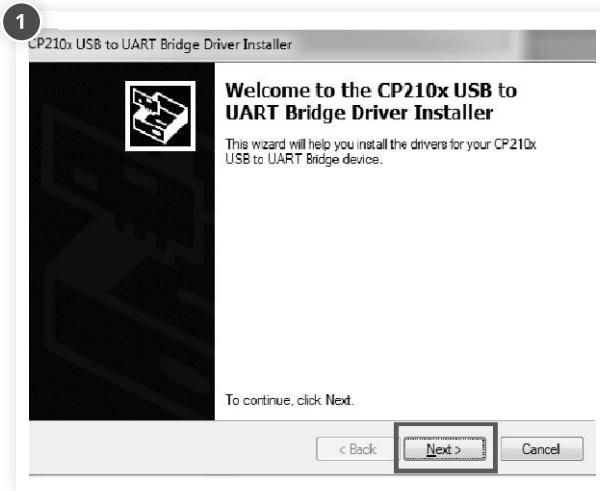 1
CP210x USB to UART Bridge Driver Installer
Welcome to the CP210x USB to
UART Bridge Driver Installer
This wizard will help you install the drivers for your CP210x
USB to UART Bridge device.
To continue, click Next.
< Back Next > Cancel